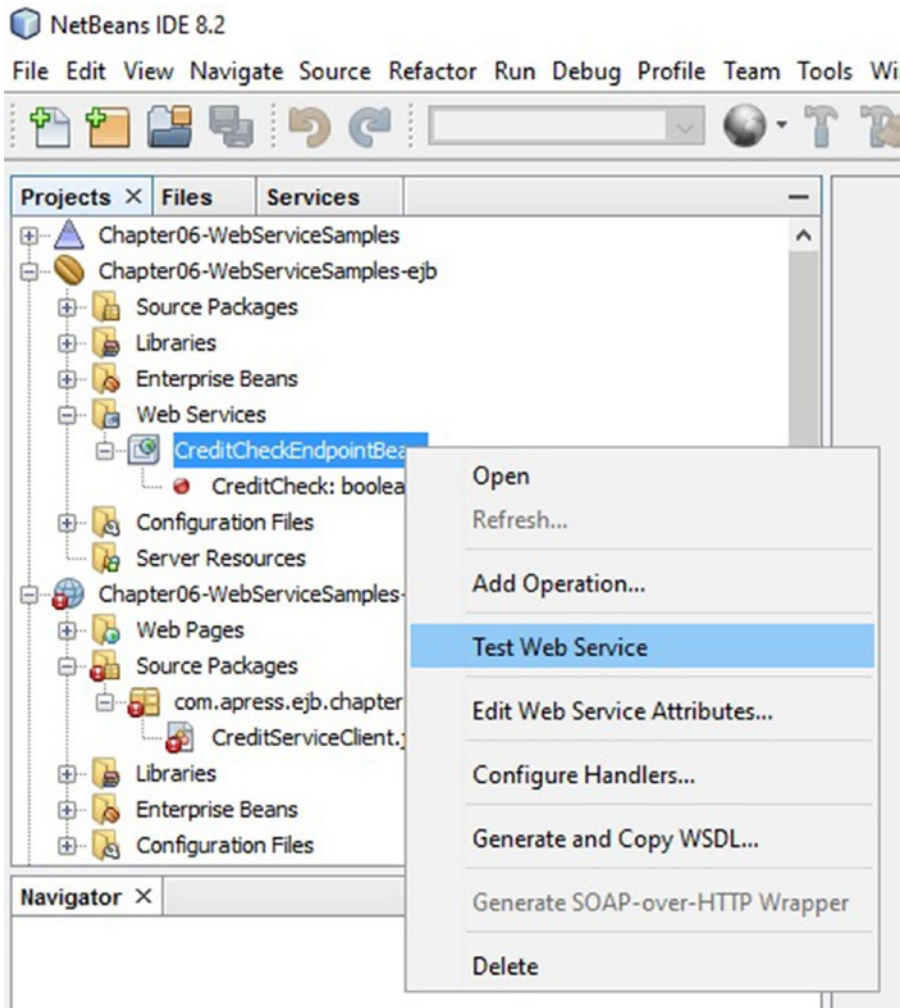 NetBeans IDE 8.2
File Edit View Navigate Source Refactor Run Debug Profile Team Tools
Projects Files Services
Chapter06-WebServiceSamples
Chapter06-WebServiceSamples-ejb
Source Packages
Libraries
Enterprise Beans
Web Services
CreditCheckEndpointBea
CreditCheck: boolea
Configuration Files
Server Resources
Chapter06-WebServiceSamples-
Web Pages
Source Packages
com.apress.ejb.chapter
CreditServiceClient.
Libraries
Enterprise Beans
Configuration Files
Open
Refresh...
Add Operation...
Test Web Service
Edit Web Service Attributes...
Configure Handlers...
Generate and Copy WSDL...
Generate SOAP-over-HTTP Wrapper
Delete
Navigator